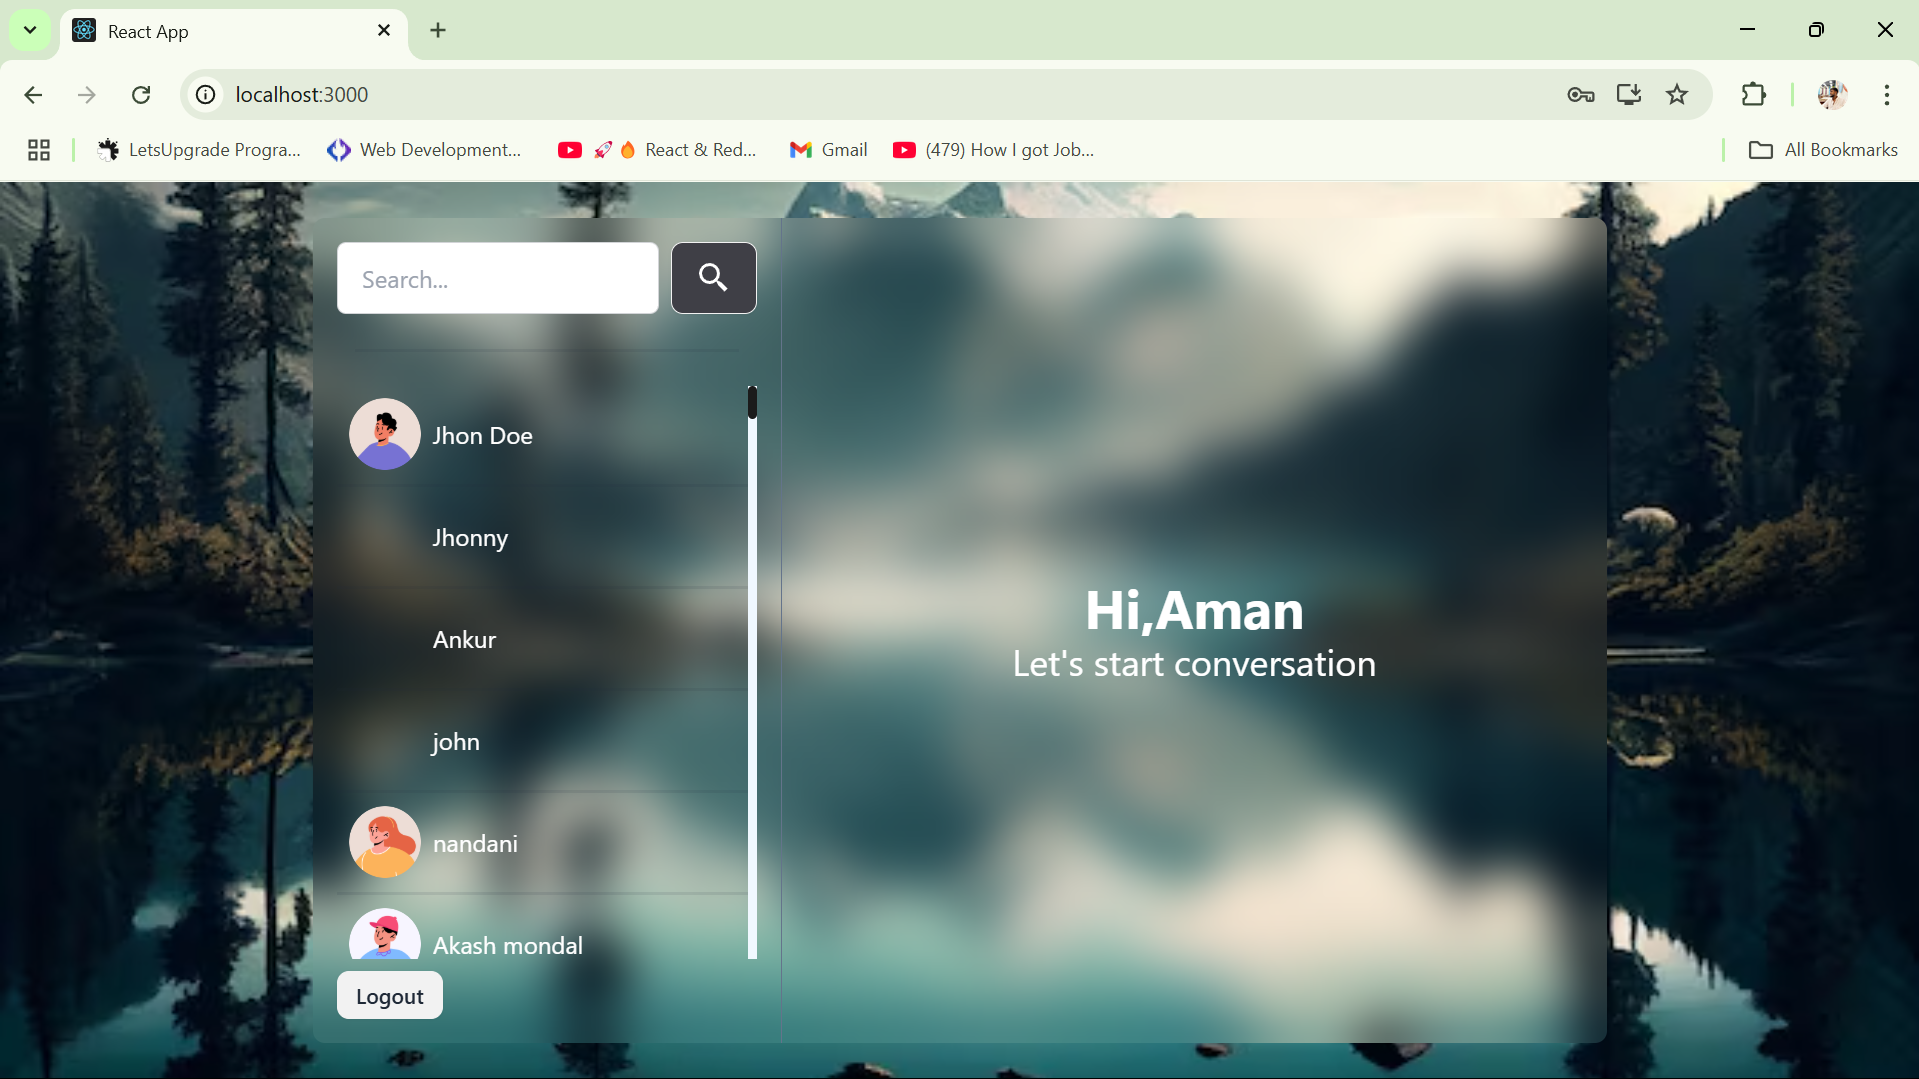 React App
localhost:3000
LetsUpgrade Progra...
Web Development...
React & Red...
Gmail
(479) How I got Job...
All Bookmarks
Search...
Jhon Doe
Jhonny
Ankur
john
nandani
Akash mondal
Logout
Hi,Aman
Let's start conversation